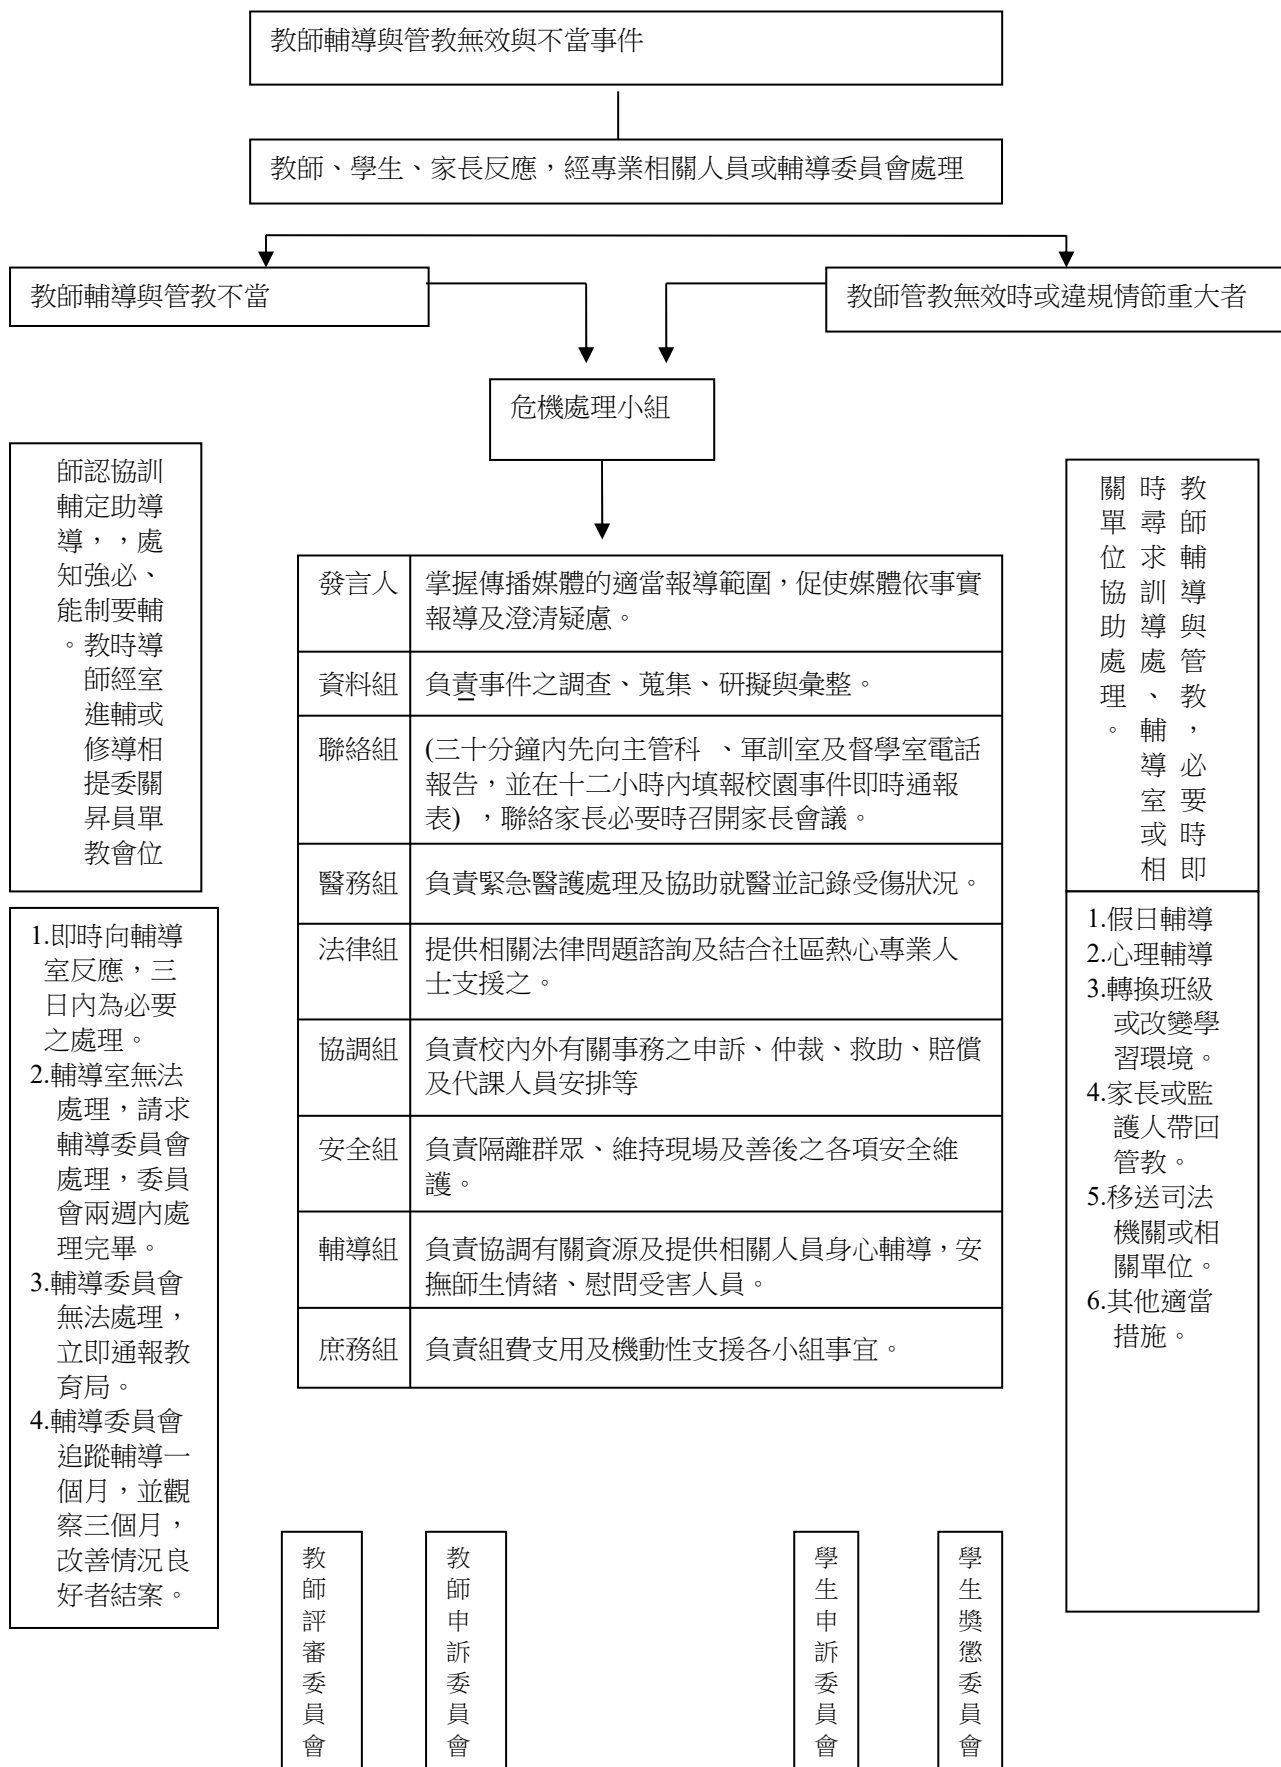 教師輔導與管教無效與不當事件
教師、學生、家長反應，經專業相關人員或輔導委員會處理
教師輔導與管教不當
教師管教無效時或違規情節重大者
危機處理小組
訓導處、輔導室或相關單位
協助，必要時經輔導委員會
認定，強制教師進修提昇教
師輔導知能。
教師輔導與管教，必要時即
時尋求訓導處、輔導室或相
關單位協助處理。
發言人 掌握傳播媒體的適當報導範圍，促使媒體依事實
報導及澄清疑慮。
資料組 負責事件之調查、蒐集、研擬與彙整。
聯絡組 (三十分鐘內先向主管科 、軍訓室及督學室電話
報告，並在十二小時內填報校園事件即時通報
表) ，聯絡家長必要時召開家長會議。
醫務組 負責緊急醫護處理及協助就醫並記錄受傷狀況。
法律組 提供相關法律問題諮詢及結合社區熱心專業人
士支援之。
協調組 負責校內外有關事務之申訴、仲裁、救助、賠償
及代課人員安排等
安全組 負責隔離群眾、維持現場及善後之各項安全維
護。
輔導組 負責協調有關資源及提供相關人員身心輔導，安
撫師生情緒、慰問受害人員。
庶務組 負責組費支用及機動性支援各小組事宜。
1.即時向輔導
室反應，三
日內為必要
之處理。
2.輔導室無法
處理，請求
輔導委員會
處理，委員
會兩週內處
理完畢。
3.輔導委員會
無法處理，
立即通報教
育局。
4.輔導委員會
追蹤輔導一
個月，並觀
察三個月，
改善情況良
好者結案。
1.假日輔導
2.心理輔導
3.轉換班級
或改變學
習環境。
4.家長或監
護人帶回
管教。
5.移送司法
機關或相
關單位。
6.其他適當
措施。
教師評審委員會
教師申訴委員會
學生申訴委員會
學生獎懲委員會